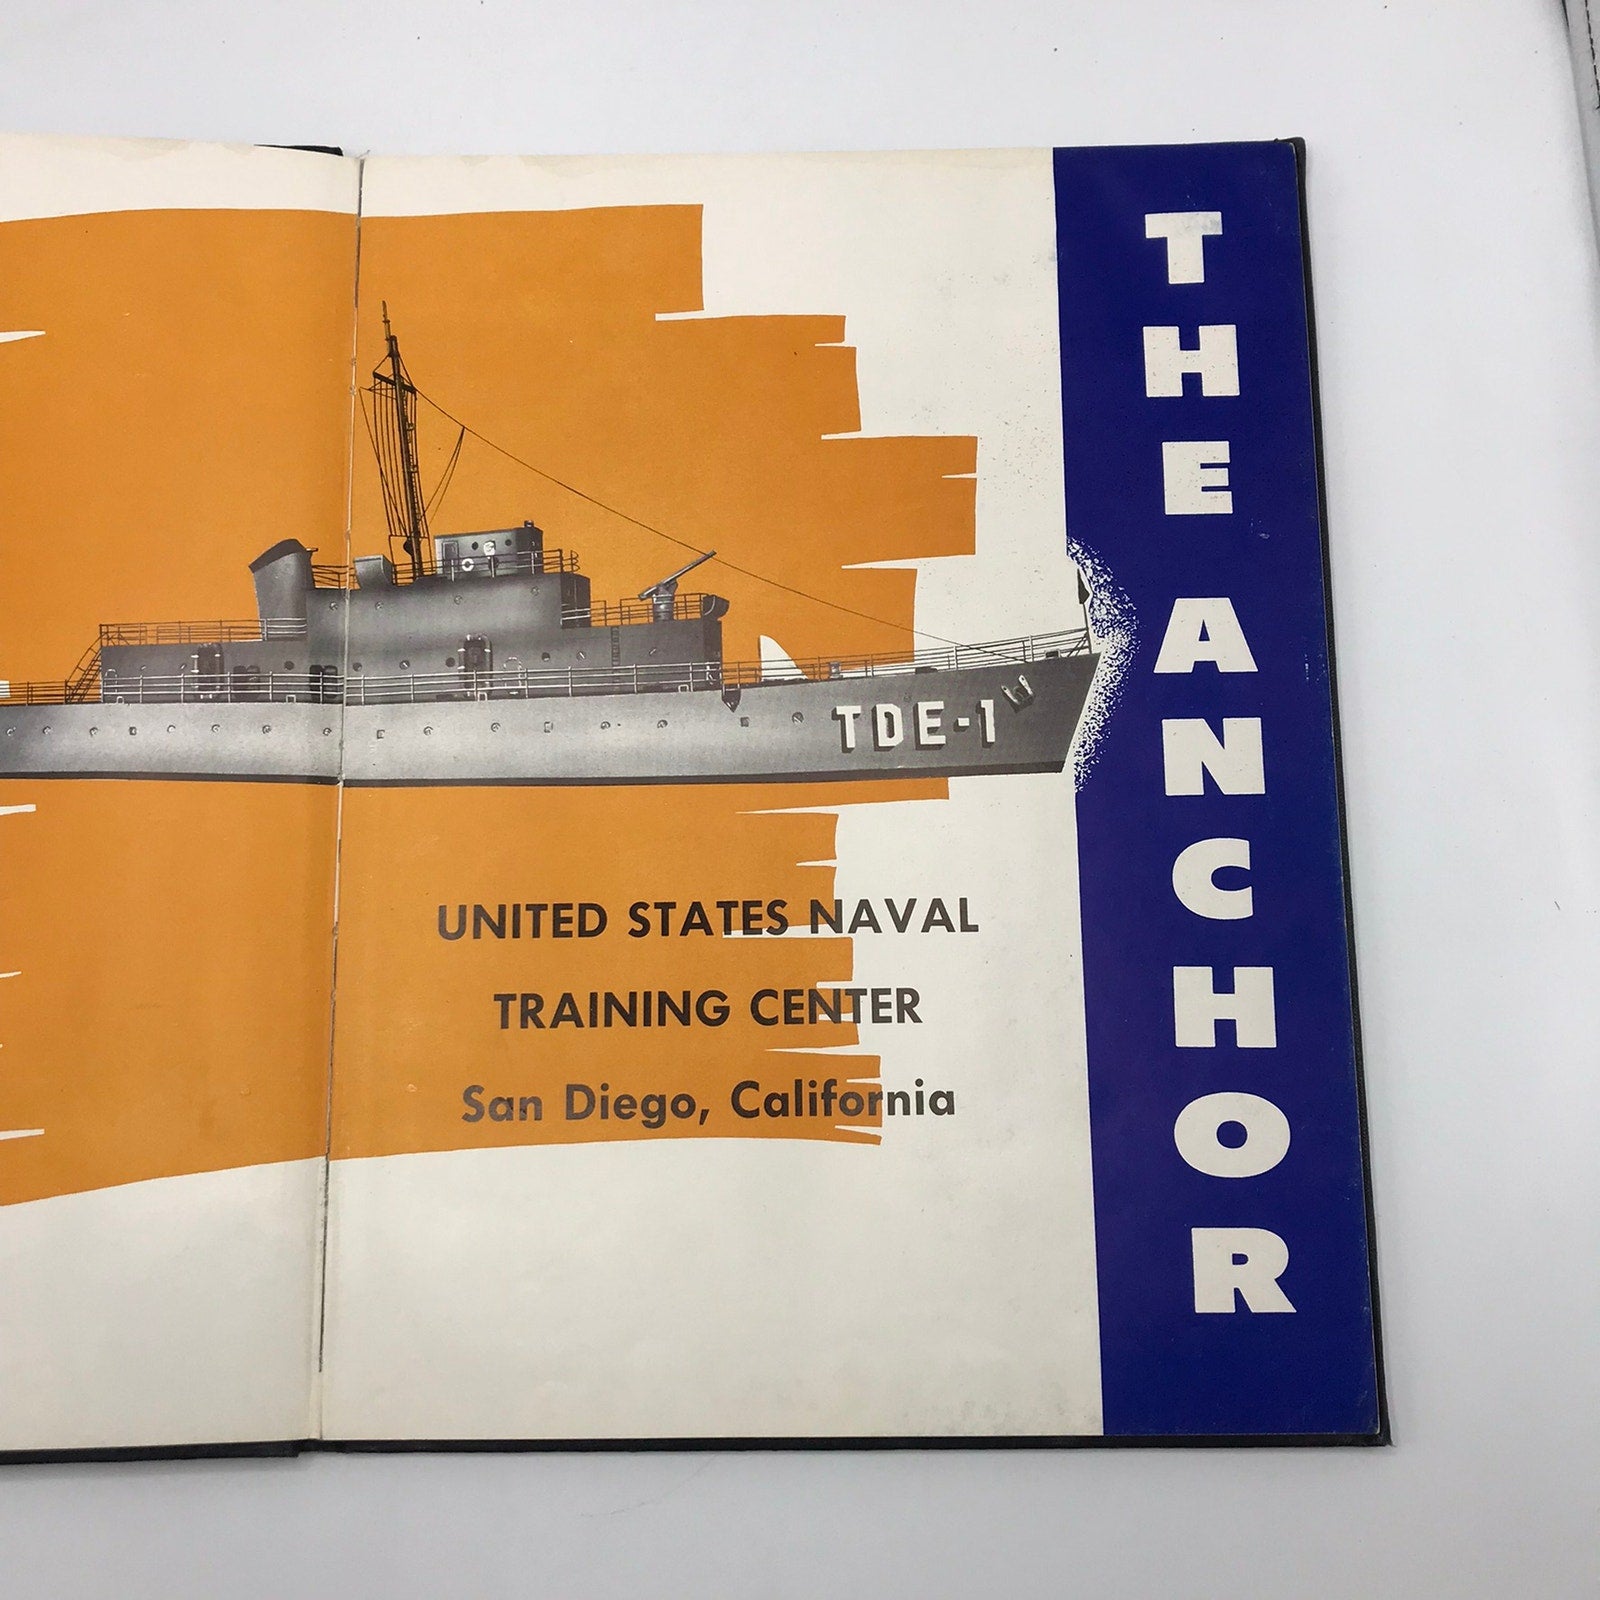 THE ANCHOR
TDE-1
UNITED STATES NAVAL
TRAINING CENTER
San Diego, California